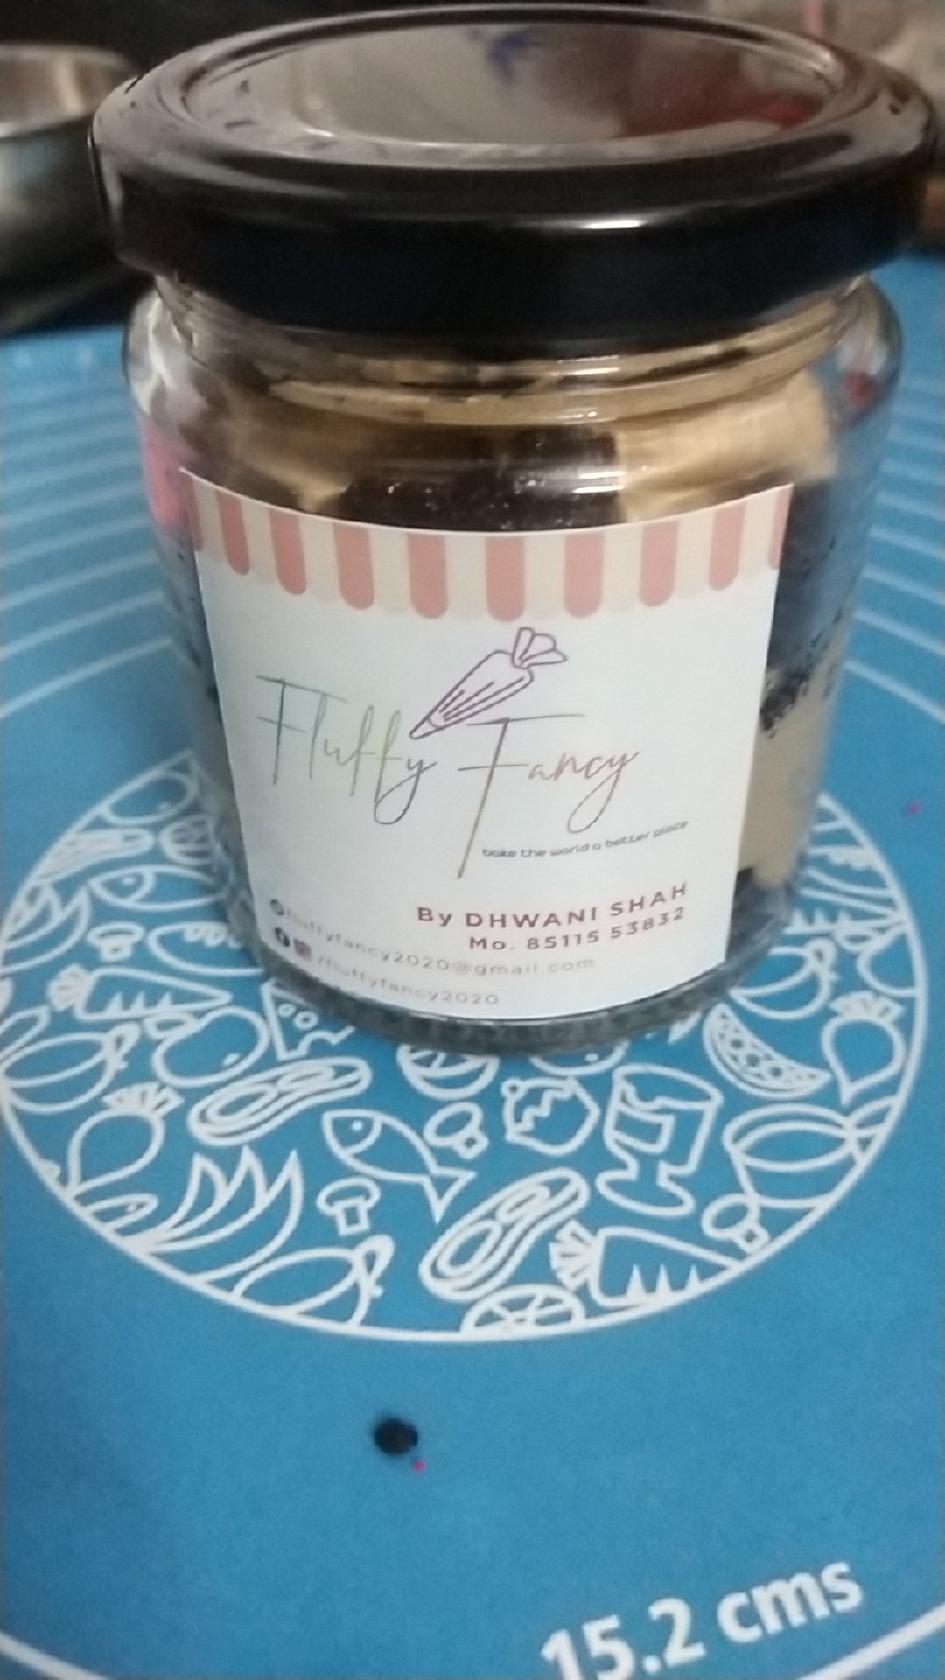 Fluffy Fancy
bake the world a better place
By DHWANI SHAH
Mo. 85115 53832
fluffyfancy2020@gmail.com
/fluffyfancy2020
15.2 cms